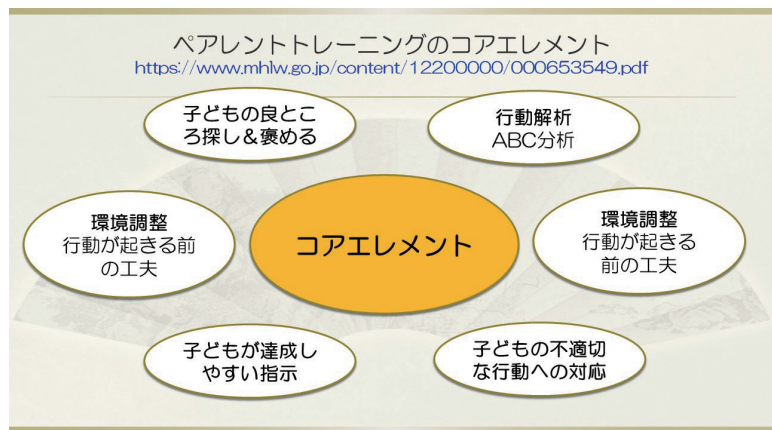 ペアレントトレーニングのコアエレメント
https://www.mhlw.go.jp/content/12200000/000653549.pdf
子どもの良とこ
ろ探し＆褒める
行動解析
ABC分析
環境調整
行動が起きる前
の工夫
コアエレメント
環境調整
行動が起きる
前の工夫
子どもが達成し
やすい指示
子どもの不適切
な行動への対応